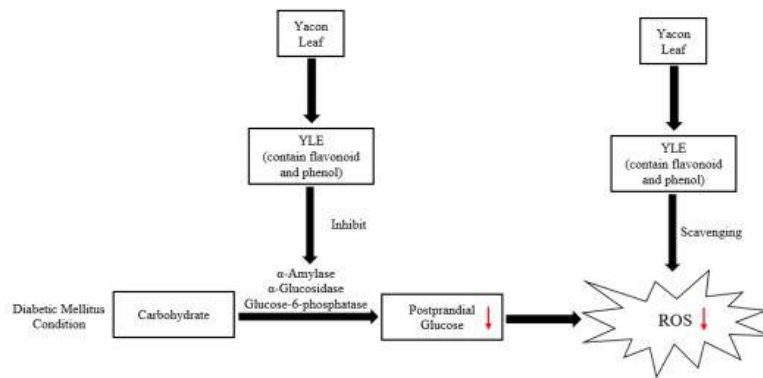 Yacon
Leaf
YLE
(contain flavonoid
and phenol)
Inhibit
Yacon
Leaf
YLE
(contain flavonoid
and phenol)
Scavenging
Diabetic Mellitus
Condition
Carbohydrate
α-Amylase
α-Glucosidase
Glucose-6-phosphatase
Postprandial
Glucose
ROS